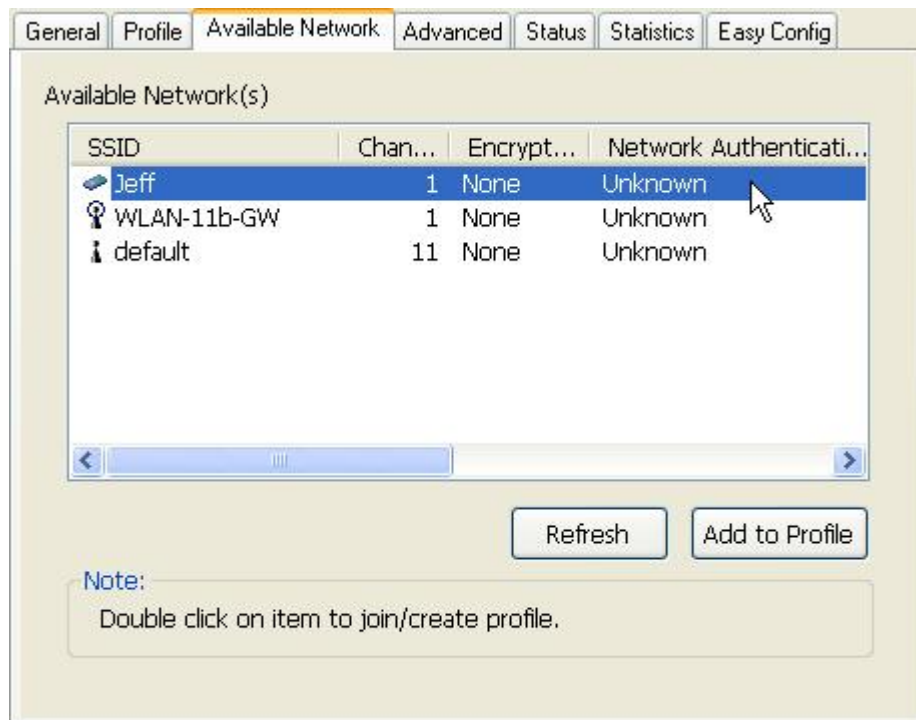 General Profile Available Network Advanced Status Statistics Easy Config
Available Network(s)
SSID Chan... Encrypt... Network Authenticati...
Jeff 1 None Unknown
WLAN-11b-GW 1 None Unknown
default 11 None Unknown
Refresh Add to Profile
Note:
Double click on item to join/create profile.